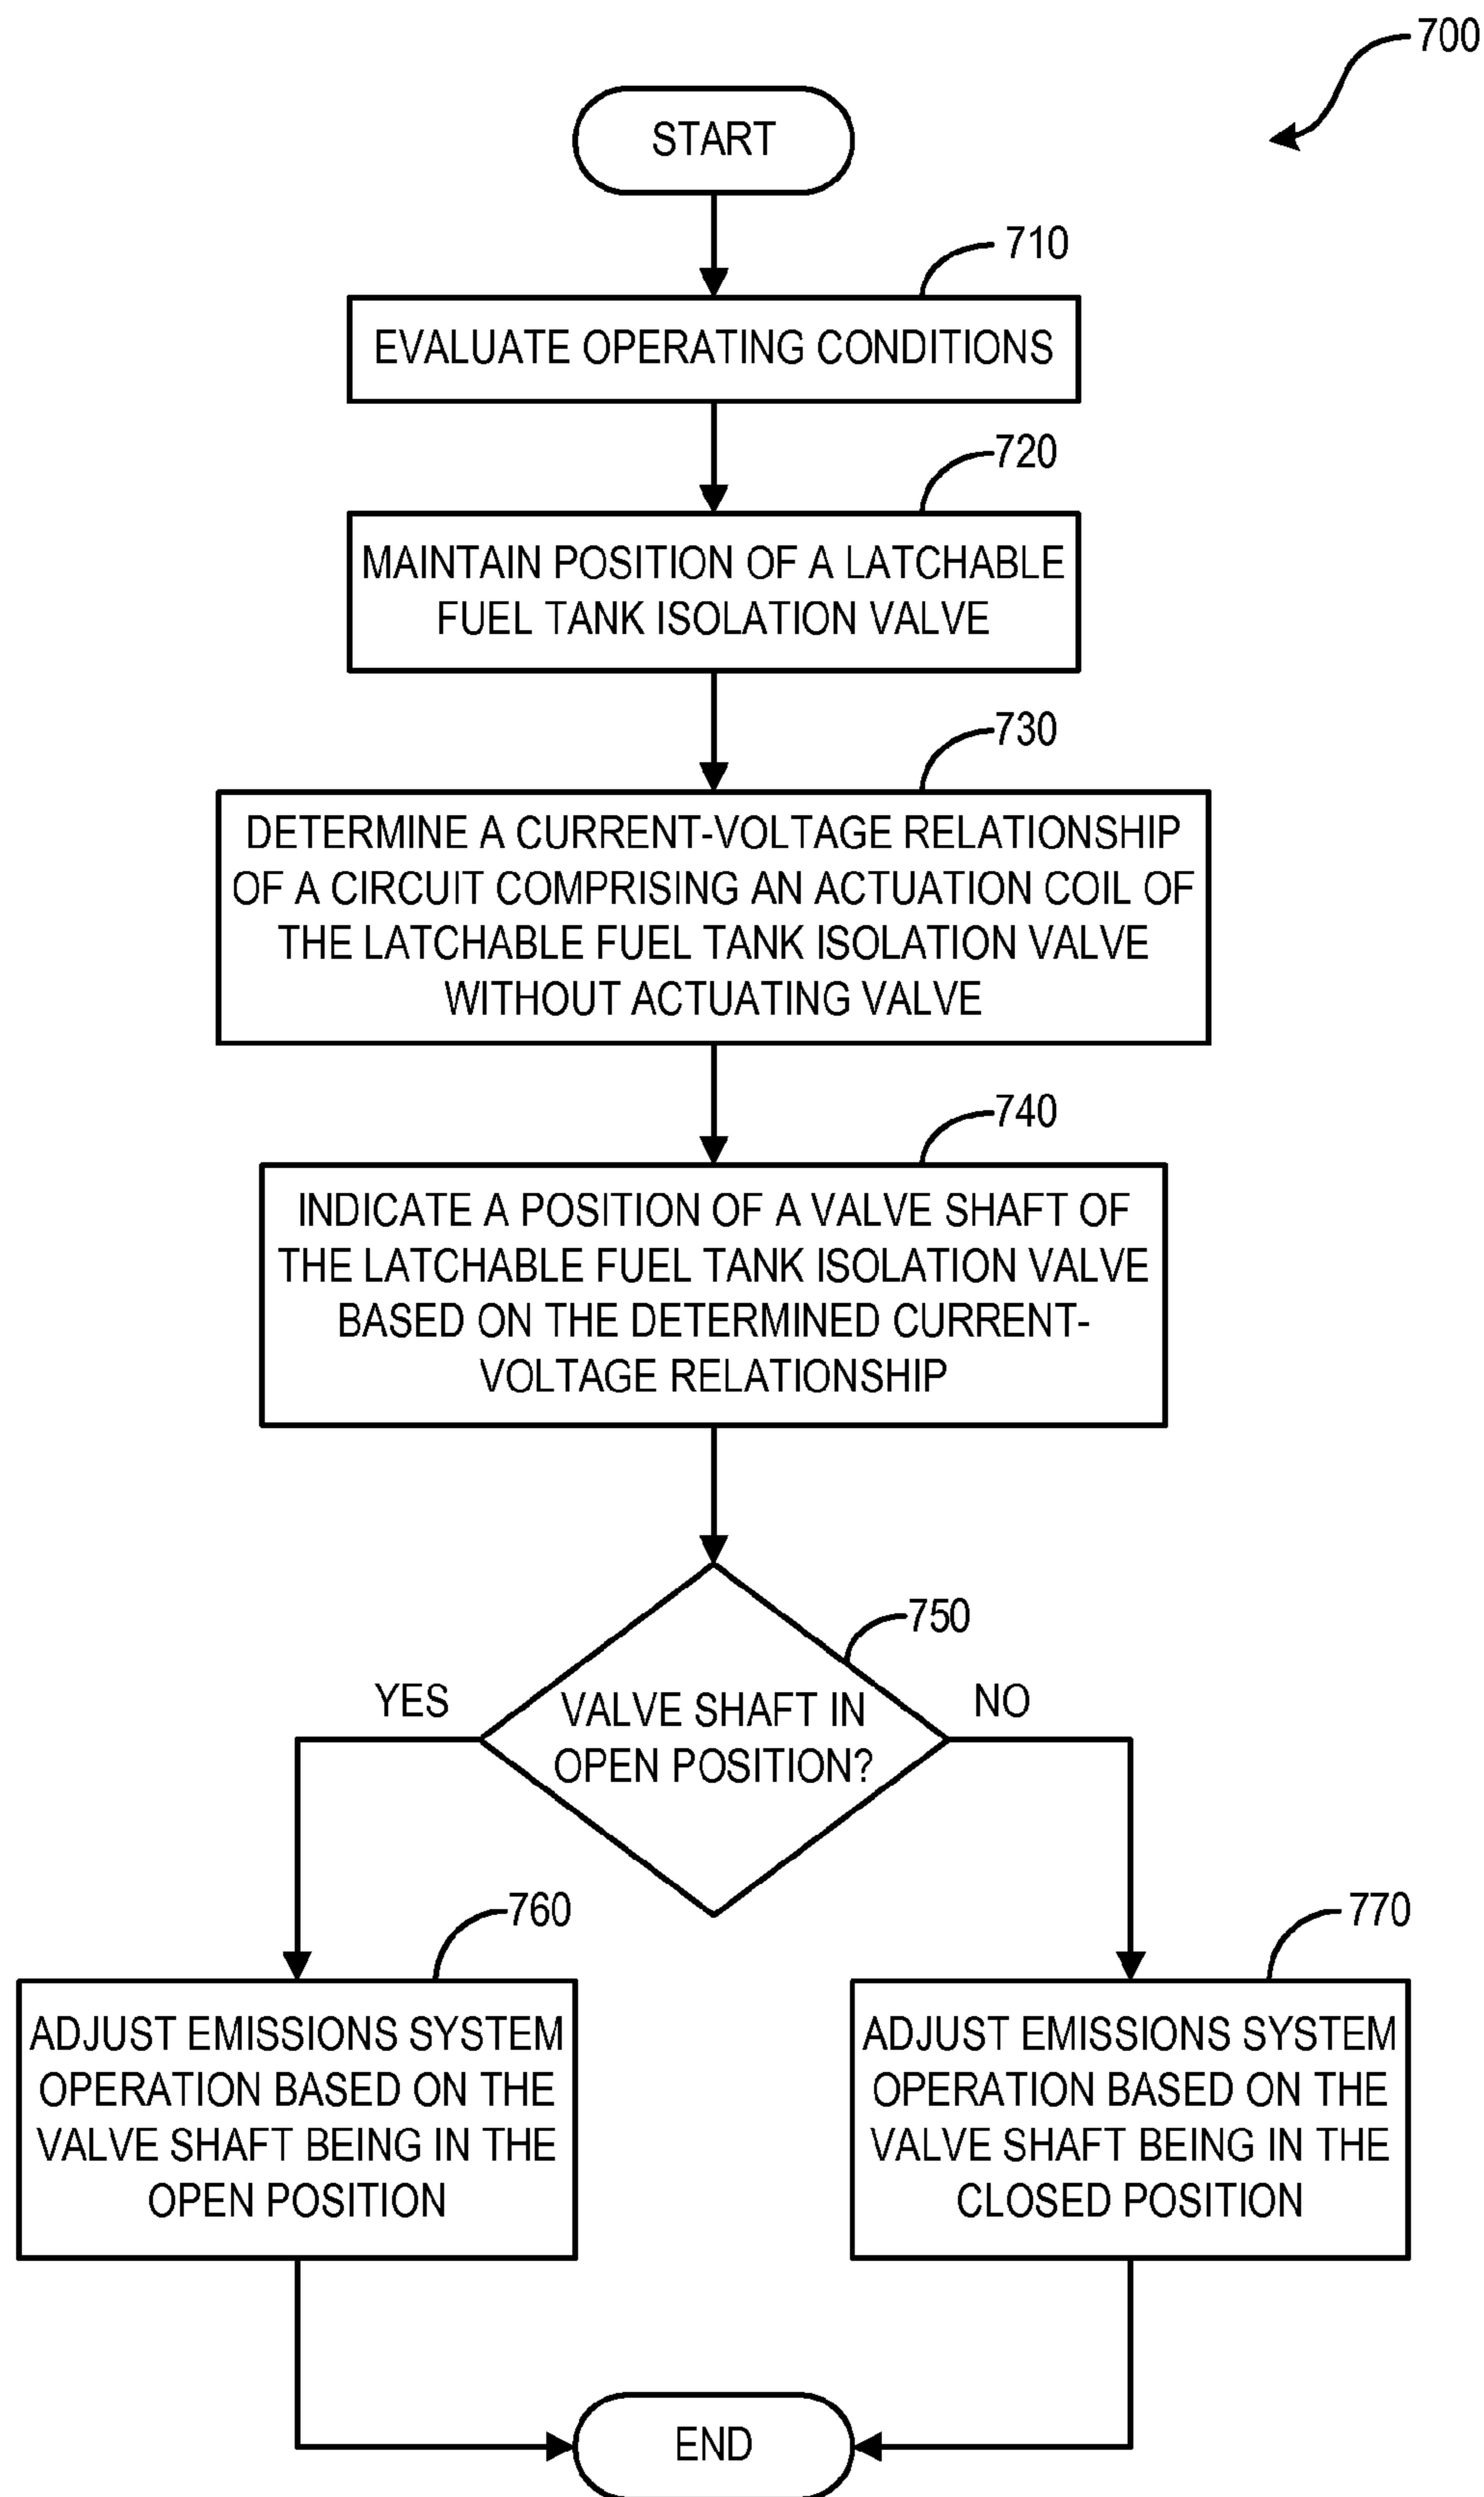 700
START
710
EVALUATE OPERATING CONDITIONS
720
MAINTAIN POSITION OF A LATCHABLE
FUEL TANK ISOLATION VALVE
730
DETERMINE A CURRENT-VOLTAGE RELATIONSHIP
OF A CIRCUIT COMPRISING AN ACTUATION COIL OF
THE LATCHABLE FUEL TANK ISOLATION VALVE
WITHOUT ACTUATING VALVE
740
INDICATE A POSITION OF A VALVE SHAFT OF
THE LATCHABLE FUEL TANK ISOLATION VALVE
BASED ON THE DETERMINED CURRENT-
VOLTAGE RELATIONSHIP
750
YES
NO
VALVE SHAFT IN
OPEN POSITION?
760
ADJUST EMISSIONS SYSTEM
OPERATION BASED ON THE
VALVE SHAFT BEING IN THE
OPEN POSITION
770
ADJUST EMISSIONS SYSTEM
OPERATION BASED ON THE
VALVE SHAFT BEING IN THE
CLOSED POSITION
END